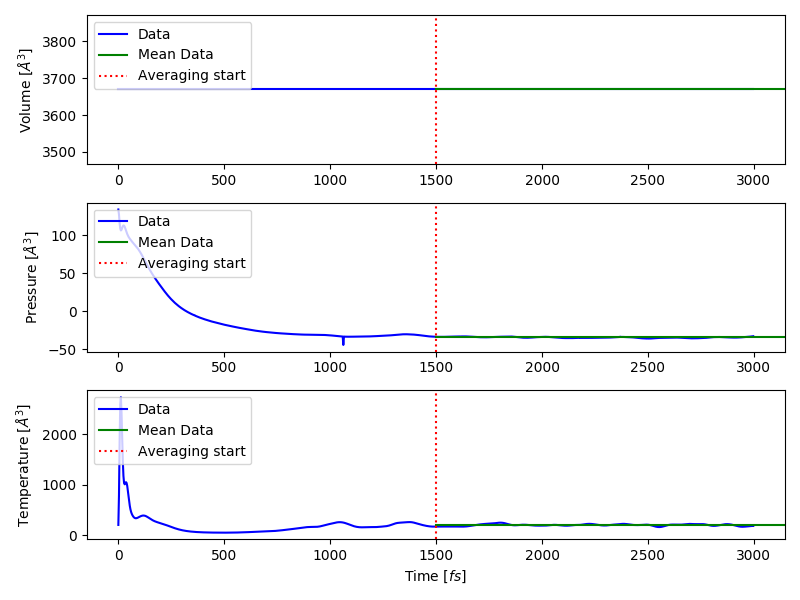 3800
3700
3600
3500
Volume [Å³]
Data
Mean Data
Averaging start
0 500 1000 1500 2000 2500 3000
100
50
0
−50
Pressure [Å³]
Data
Mean Data
Averaging start
0 500 1000 1500 2000 2500 3000
2000
1000
0
Temperature [Å³]
Data
Mean Data
Averaging start
0 500 1000 1500 2000 2500 3000
Time [fs]